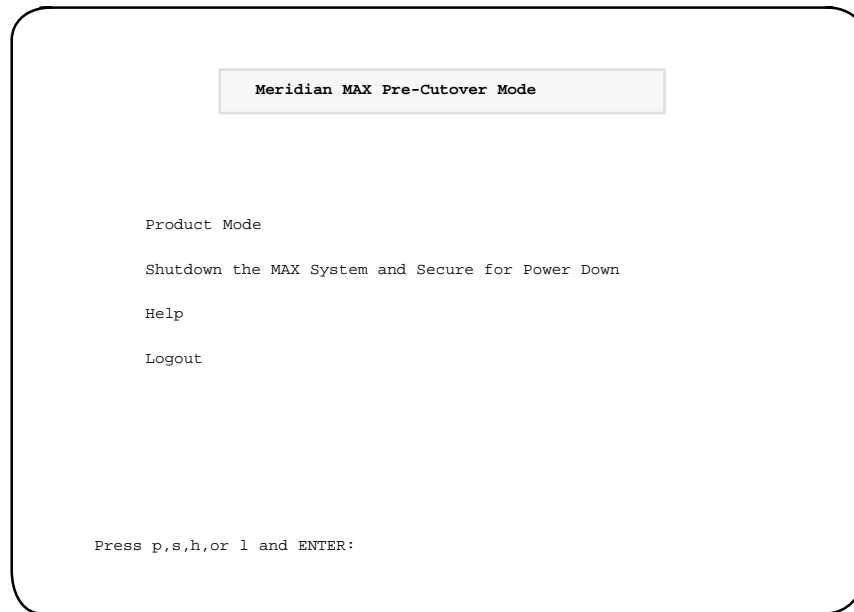 Meridian MAX Pre-Cutover Mode
Product Mode
Shutdown the MAX System and Secure for Power Down
Help
Logout
Press p,s,h,or l and ENTER: